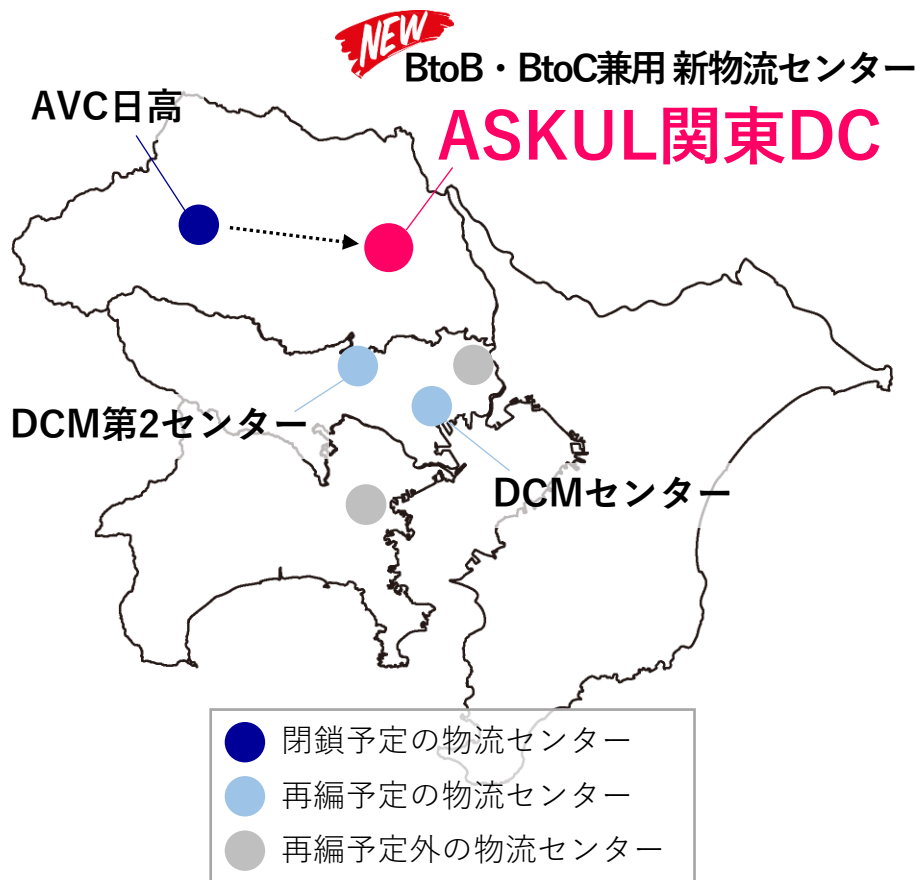 NEW
BtoB・BtoC兼用 新物流センター
ASKUL関東DC
AVC日高
DCM第2センター
DCMセンター
閉鎖予定の物流センター
再編予定の物流センター
再編予定外の物流センター